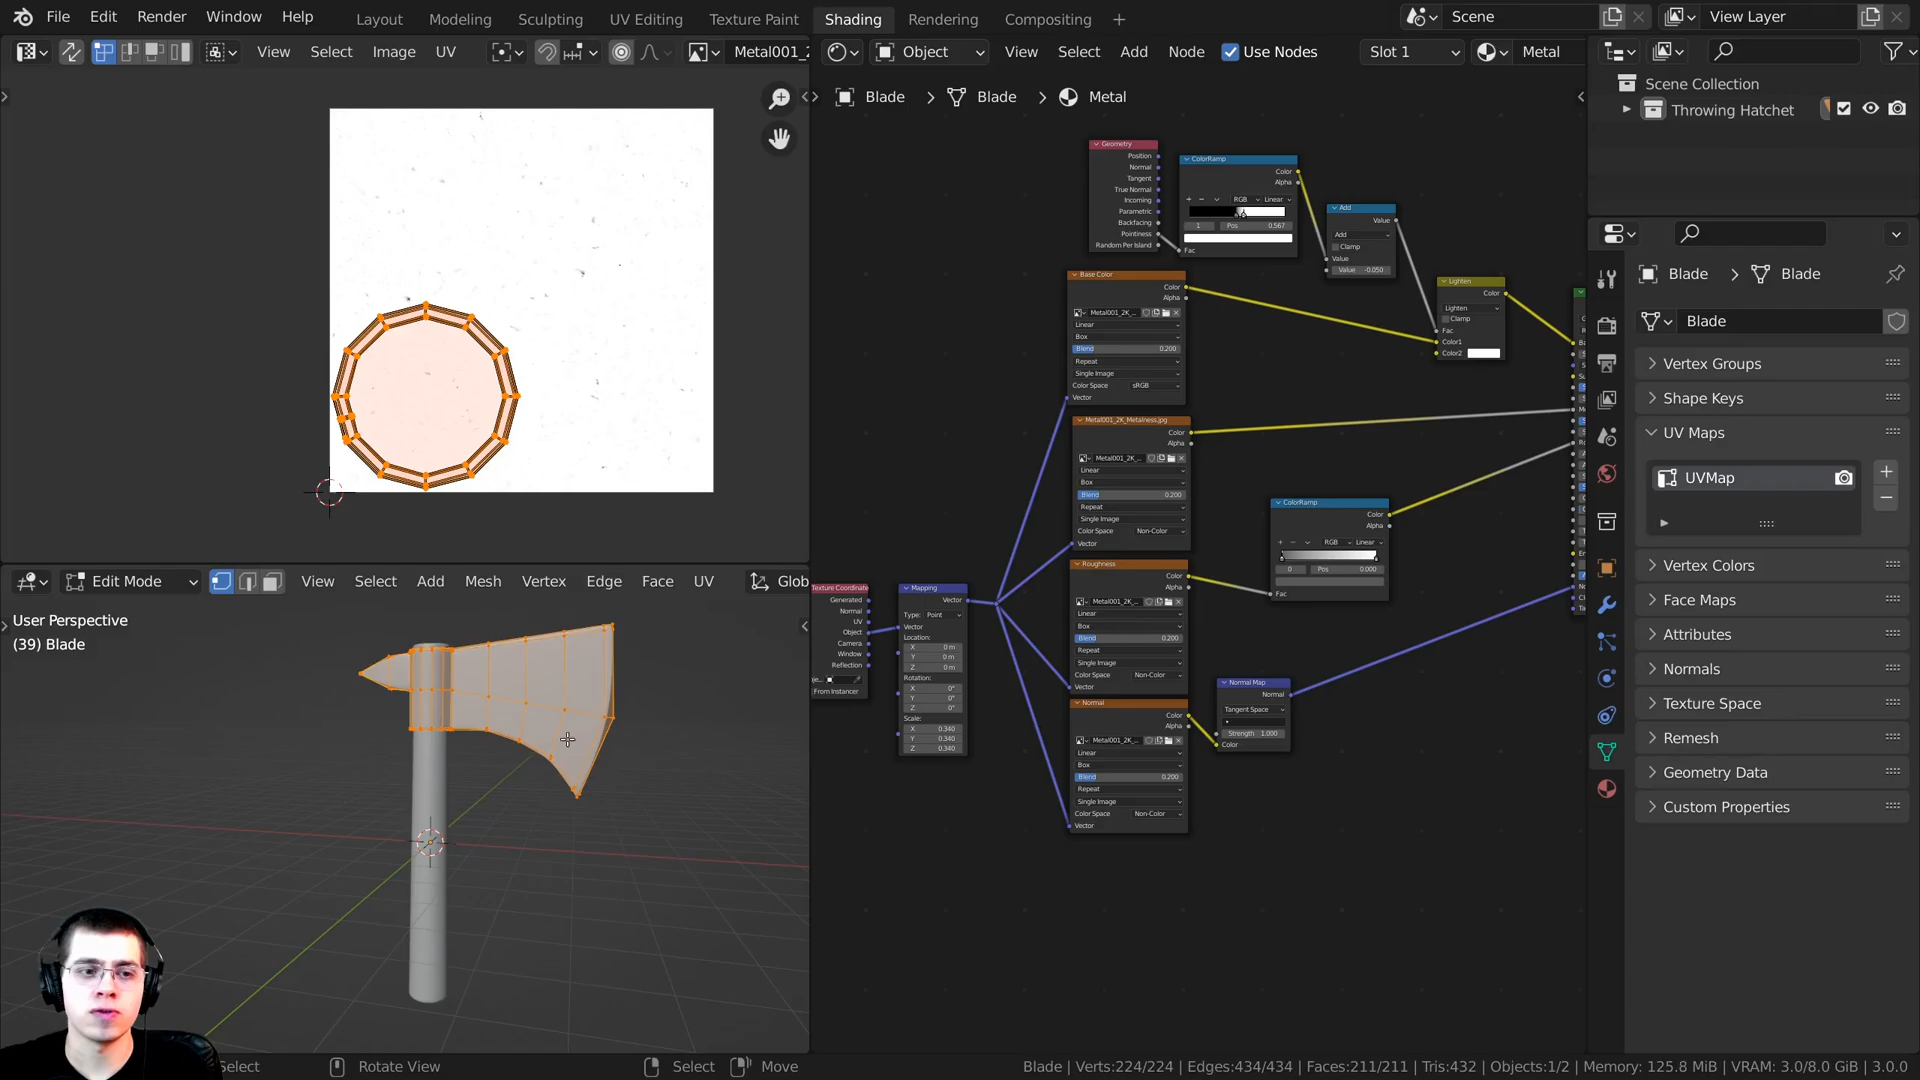 File Edit Render Window Help Layout Modeling Sculpting UV Editing Texture Paint Shading Rendering Compositing + Scene View Layer
View Select Image UV Metal001_2 Object View Select Add Node Use Nodes Slot 1 Metal
Blade > Blade > Metal
Scene Collection
Throwing Hatchet
Geometry
Position
Normal
Tangent
True Normal
Incoming
Parametric
Backfacing
Pointiness
Random Per Island
ColorRamp
Color
Alpha
RGB Linear
1 Pos 0.567
Fac
Add
Value
Add
Clamp
Value
Value -0.050
Lighten
Color
Lighten
Clamp
Fac
Color1
Color2
Base Color
Color
Alpha
Metal001_2K_...
Linear
Box
Blend 0.200
Repeat
Single Image
Color Space sRGB
Vector
Metal001_2K_Metalness.jpg
Color
Alpha
Metal001_2K_...
Linear
Box
Blend 0.200
Repeat
Single Image
Color Space Non-Color
Vector
ColorRamp
Color
Alpha
RGB Linear
0 Pos 0.000
Fac
Roughness
Color
Alpha
Metal001_2K_...
Linear
Box
Blend 0.200
Repeat
Single Image
Color Space Non-Color
Vector
Normal
Color
Alpha
Metal001_2K_...
Linear
Box
Blend 0.200
Repeat
Single Image
Color Space Non-Color
Vector
Normal Map
Normal
Tangent Space
Strength 1.000
Color
Texture Coordinate
Generated
Normal
UV
Object
Camera
Window
Reflection
From Instancer
Mapping
Vector
Type: Point
Vector
Location:
X 0 m
Y 0 m
Z 0 m
Rotation:
X 0°
Y 0°
Z 0°
Scale:
X 0.340
Y 0.340
Z 0.340
Edit Mode View Select Add Mesh Vertex Edge Face UV Glob
User Perspective
(39) Blade
Blade > Blade
Blade
Vertex Groups
Shape Keys
UV Maps
UVMap
Vertex Colors
Face Maps
Attributes
Normals
Texture Space
Remesh
Geometry Data
Custom Properties
Select Rotate View Select Move Blade | Verts:224/224 | Edges:434/434 | Faces:211/211 | Tris:432 | Objects:1/2 | Memory: 125.8 MiB | VRAM: 3.0/8.0 GiB | 3.0.0